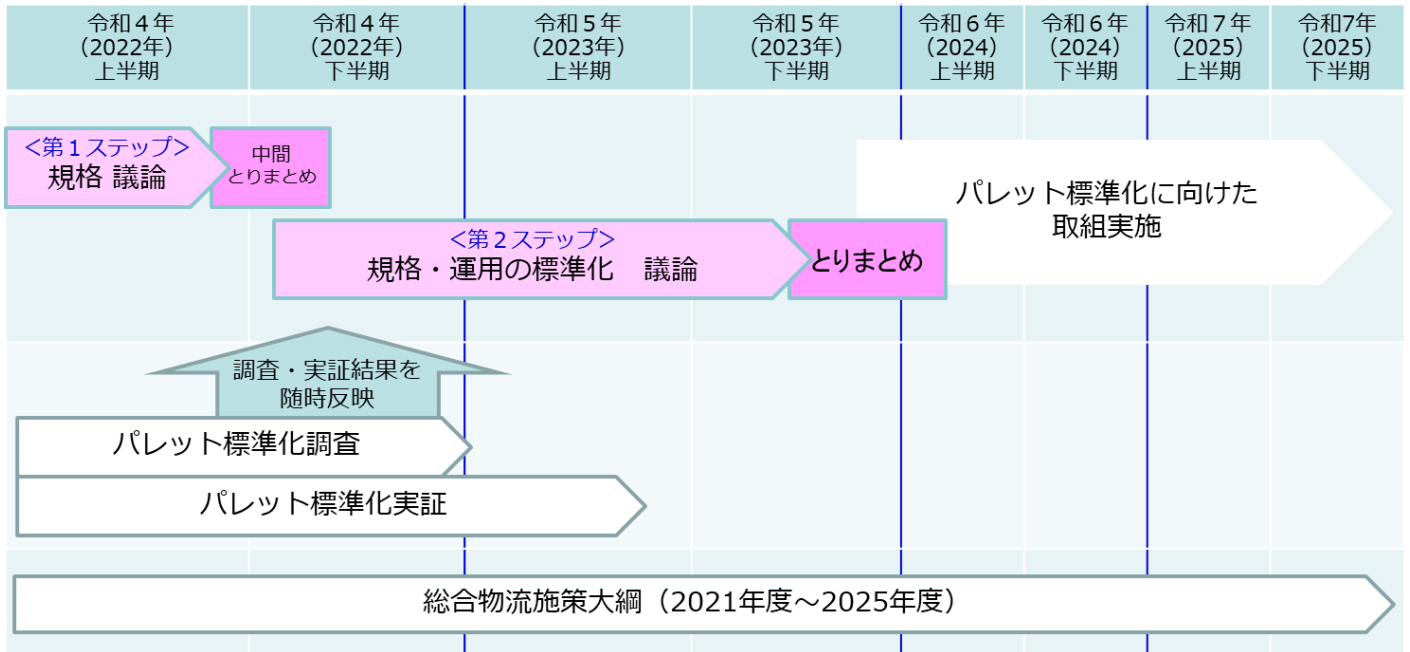 令和４年
（2022年）
上半期
令和４年
（2022年）
下半期
令和５年
（2023年）
上半期
令和５年
（2023年）
下半期
令和６年
（2024）
上半期
令和６年
（2024）
下半期
令和７年
（2025）
上半期
令和7年
（2025）
下半期
<第１ステップ>
規格 議論
中間
とりまとめ
パレット標準化に向けた
取組実施
<第２ステップ>
規格・運用の標準化　議論
とりまとめ
調査・実証結果を
随時反映
パレット標準化調査
パレット標準化実証
総合物流施策大綱（2021年度～2025年度）